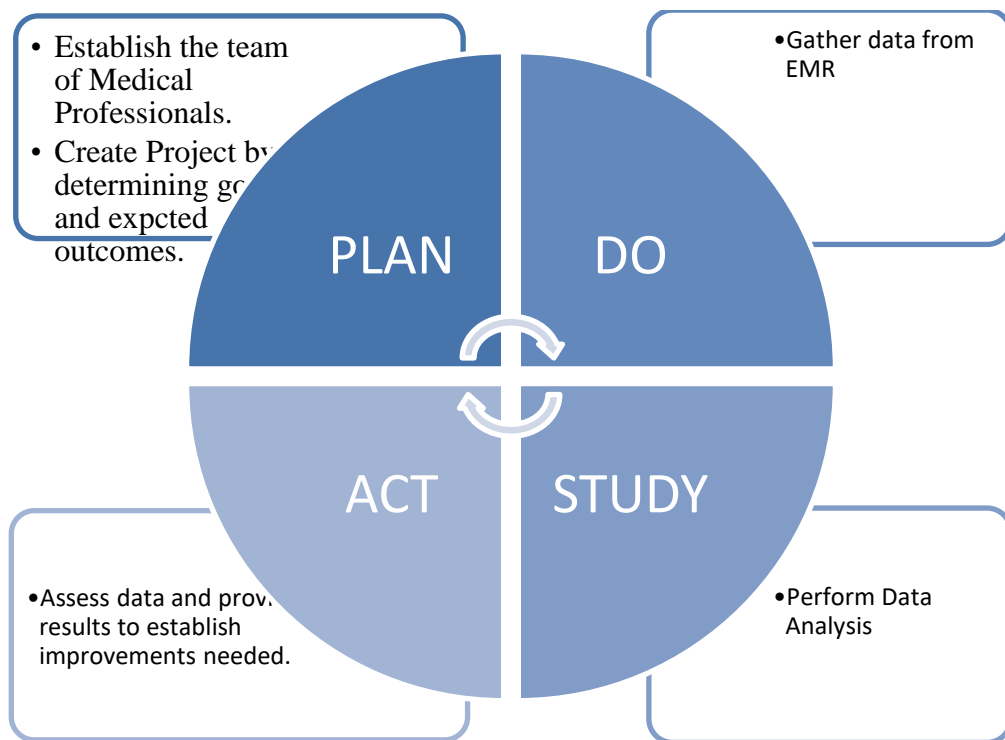 • Establish the team
of Medical
Professionals.
• Create Project
determining
and expcted
outcomes.
•Gather data from
EMR
PLAN
DO
ACT
STUDY
•Assess data and
results to establish
improvements needed.
•Perform Data
Analysis